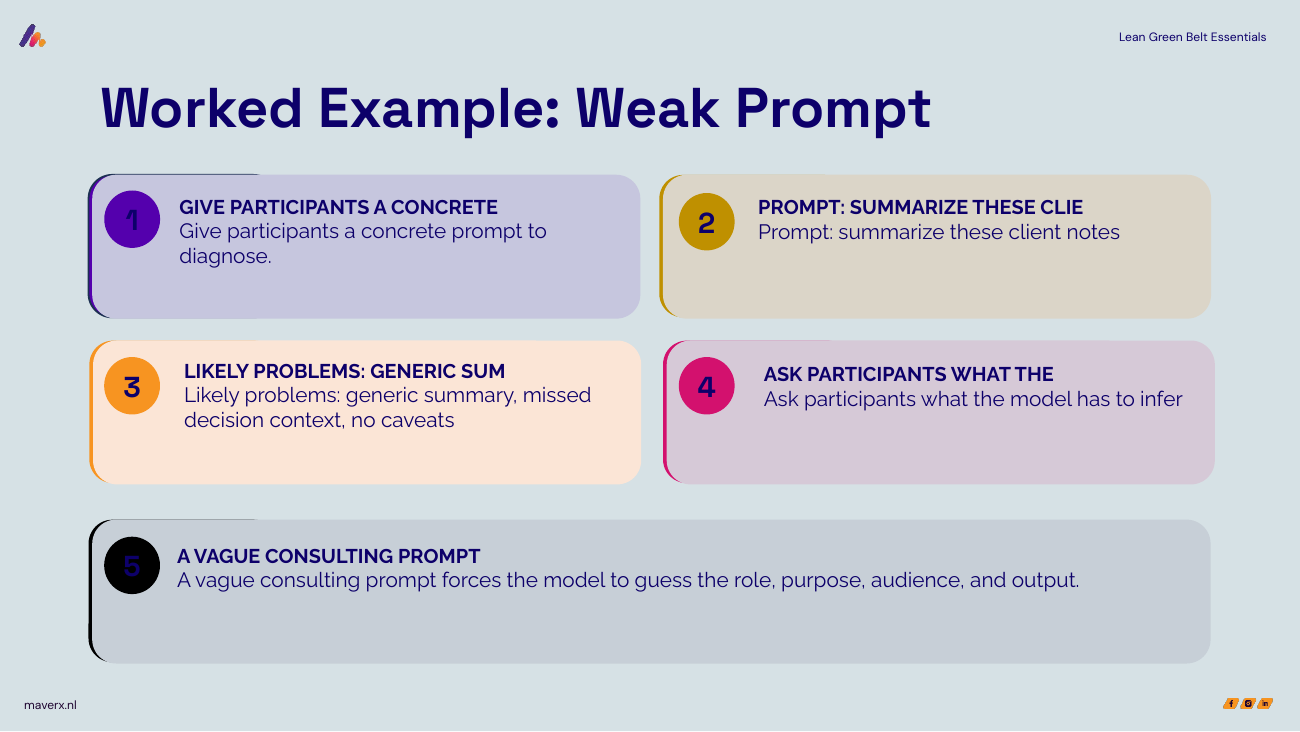 Lean Green Belt Essentials
Worked Example: Weak Prompt
1
GIVE PARTICIPANTS A CONCRETE
Give participants a concrete prompt to
diagnose.
2
PROMPT: SUMMARIZE THESE CLIE
Prompt: summarize these client notes
3
LIKELY PROBLEMS: GENERIC SUM
Likely problems: generic summary, missed
decision context, no caveats
4
ASK PARTICIPANTS WHAT THE
Ask participants what the model has to infer
5
A VAGUE CONSULTING PROMPT
A vague consulting prompt forces the model to guess the role, purpose, audience, and output.
maverx.nl